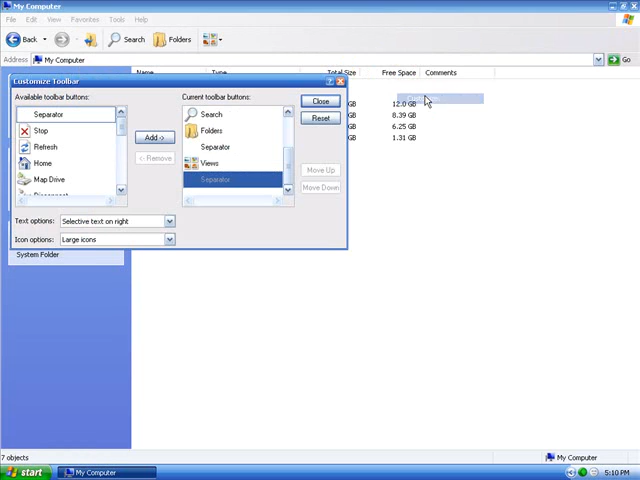 My Computer
File Edit View Favorites Tools Help
Back Search Folders
Address My Computer Go
Name Type Total Size Free Space Comments
Customize Toolbar
Available toolbar buttons:
Separator
Stop
Refresh
Home
Map Drive
Add ->
<- Remove
Current toolbar buttons:
Search
Folders
Separator
Views
Separator
Close
Reset
Move Up
Move Down
Text options: Selective text on right
Icon options: Large icons
GB 12.0 GB
GB 8.39 GB
GB 6.25 GB
GB 1.31 GB
System Folder
7 objects My Computer
start My Computer 5:10 PM